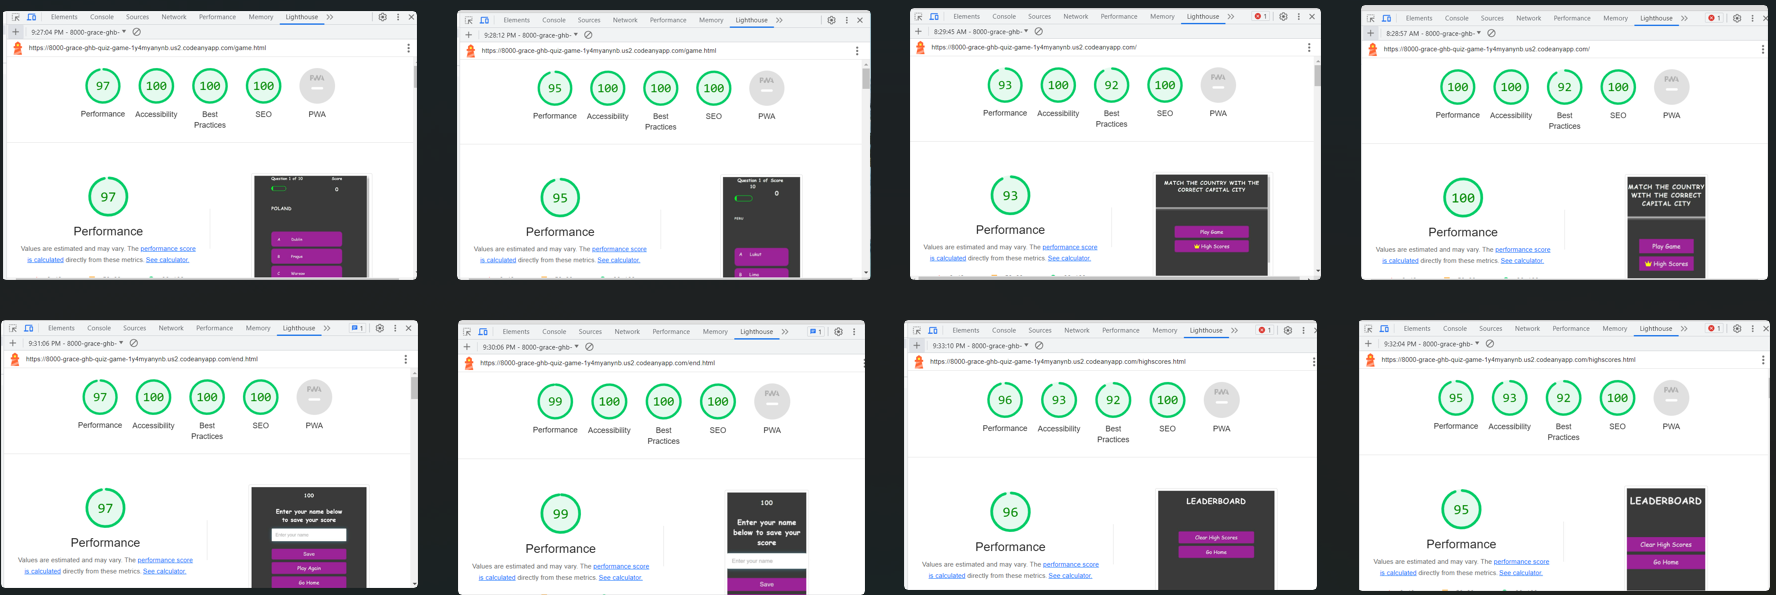 Elements Console Sources Network Performance Memory Lighthouse
9:27:04 PM - 8000-grace-ghb-
https://8000-grace-ghb-quiz-game-1y4myanynb.us2.codeanyapp.com/game.html
97 100 100 100
Performance Accessibility Best Practices SEO PWA
97
Performance
Values are estimated and may vary. The performance score
is calculated directly from these metrics. See calculator.
Question 1 of 10 Score
0
POLAND
A Dublin
B Prague
C Warsaw
Elements Console Sources Network Performance Memory Lighthouse
9:28:12 PM - 8000-grace-ghb-
https://8000-grace-ghb-quiz-game-1y4myanynb.us2.codeanyapp.com/game.html
95 100 100 100
Performance Accessibility Best Practices SEO PWA
95
Performance
Values are estimated and may vary. The performance score
is calculated directly from these metrics. See calculator.
Question 1 of Score
10
0
PERU
A
B Lima
Elements Console Sources Network Performance Memory Lighthouse 1
8:29:45 AM - 8000-grace-ghb-
https://8000-grace-ghb-quiz-game-1y4myanynb.us2.codeanyapp.com/
93 100 92 100
Performance Accessibility Best Practices SEO PWA
93
Performance
Values are estimated and may vary. The performance score
is calculated directly from these metrics. See calculator.
MATCH THE COUNTRY WITH THE
CORRECT CAPITAL CITY
Play Game
High Scores
Elements Console Sources Network Performance Memory Lighthouse 1
8:28:57 AM - 8000-grace-ghb-
https://8000-grace-ghb-quiz-game-1y4myanynb.us2.codeanyapp.com/
100 100 92 100
Performance Accessibility Best Practices SEO PWA
100
Performance
Values are estimated and may vary. The performance score
is calculated directly from these metrics. See calculator.
MATCH THE COUNTRY
WITH THE CORRECT
CAPITAL CITY
Play Game
High Scores
Elements Console Sources Network Performance Memory Lighthouse 1
9:31:06 PM - 8000-grace-ghb-
https://8000-grace-ghb-quiz-game-1y4myanynb.us2.codeanyapp.com/end.html
97 100 100 100
Performance Accessibility Best Practices SEO PWA
97
Performance
Values are estimated and may vary. The performance score
is calculated directly from these metrics. See calculator.
100
Enter your name below
to save your score
Enter your name
Save
Play Again
Go Home
Elements Console Sources Network Performance Memory Lighthouse 1
9:30:06 PM - 8000-grace-ghb-
https://8000-grace-ghb-quiz-game-1y4myanynb.us2.codeanyapp.com/end.html
99 100 100 100
Performance Accessibility Best Practices SEO PWA
99
Performance
Values are estimated and may vary. The performance score
is calculated directly from these metrics. See calculator.
100
Enter your name
below to save your
score
Enter your name
Save
Elements Console Sources Network Performance Memory Lighthouse 1
9:33:10 PM - 8000-grace-ghb-
https://8000-grace-ghb-quiz-game-1y4myanynb.us2.codeanyapp.com/highscores.html
96 93 92 100
Performance Accessibility Best Practices SEO PWA
96
Performance
Values are estimated and may vary. The performance score
is calculated directly from these metrics. See calculator.
LEADERBOARD
Clear High Scores
Go Home
Elements Console Sources Network Performance Memory Lighthouse 1
9:32:04 PM - 8000-grace-ghb-
https://8000-grace-ghb-quiz-game-1y4myanynb.us2.codeanyapp.com/highscores.html
95 93 92 100
Performance Accessibility Best Practices SEO PWA
95
Performance
Values are estimated and may vary. The performance score
is calculated directly from these metrics. See calculator.
LEADERBOARD
Clear High Scores
Go Home